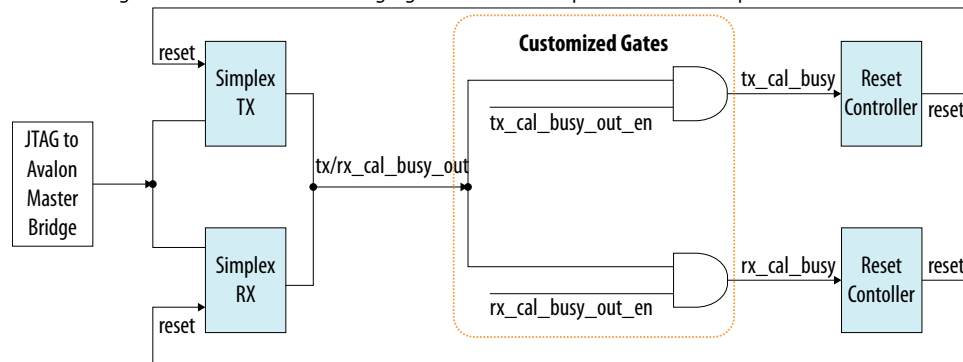 Customized Gates
reset
Simplex
TX
tx_cal_busy
Reset
Controller
reset
tx_cal_busy_out_en
JTAG to
Avalon
Master
Bridge
tx/rx_cal_busy_out
Simplex
RX
reset
rx_cal_busy
Reset
Contoller
reset
rx_cal_busy_out_en